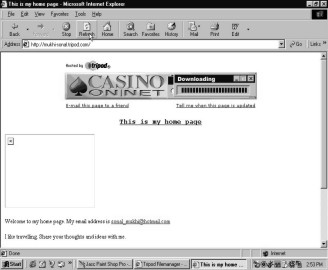 This is my home page - Microsoft Internet Explorer
File Edit View Favorites Tools Help
Back Stop Refresh Home Search Favorites History Mail Print Edit
Address http://mukhi-sonal.tripod.com/ Go Links »
Hosted by tripod
CASINO
ON NET
Downloading
E-mail this page to a friend Tell me when this page is updated
This is my home page
Welcome to my home page. My email address is sonal_mukhi@hotmail.com
I like travelling. Share your thoughts and ideas with me.
Done Internet
Start Jasc Paint Shop Pro - Tripod Filemanager - This is my home ... 2:53 PM